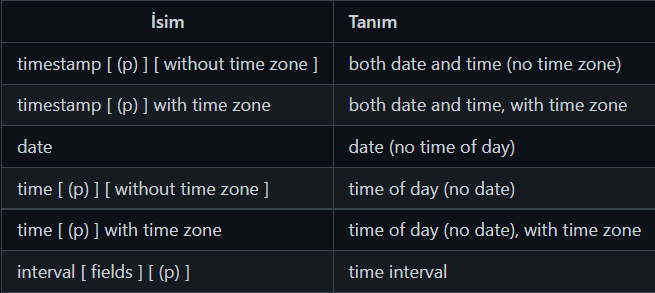 İsim Tanım
timestamp [ (p) ] [ without time zone ] both date and time (no time zone)
timestamp [ (p) ] with time zone both date and time, with time zone
date date (no time of day)
time [ (p) ] [ without time zone ] time of day (no date)
time [ (p) ] with time zone time of day (no date), with time zone
interval [ fields ] [ (p) ] time interval